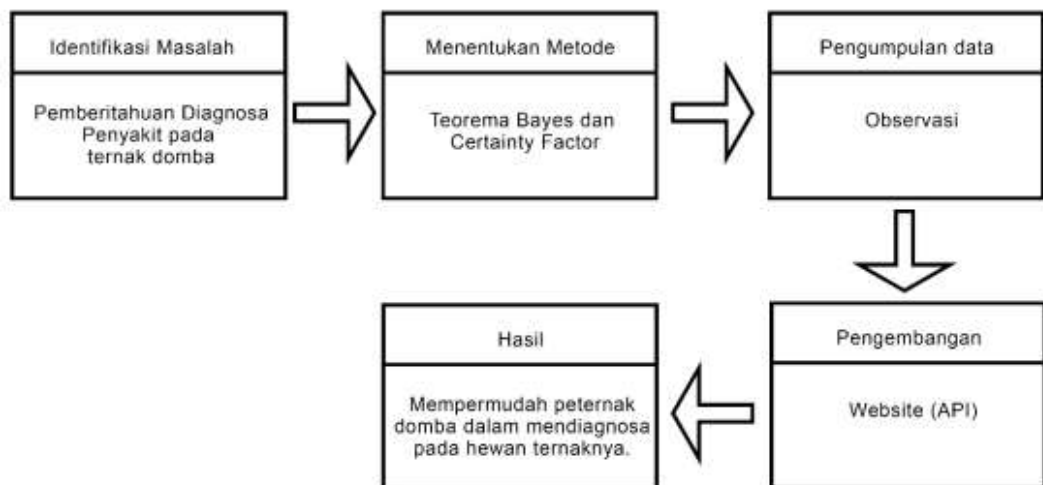 Identifikasi Masalah
Pemberitahuan Diagnosa
Penyakit pada
ternak domba
Menentukan Metode
Teorema Bayes dan
Certainty Factor
Pengumpulan data
Observasi
Pengembangan
Website (API)
Hasil
Mempermudah peternak
domba dalam mendiagnosa
pada hewan ternaknya.